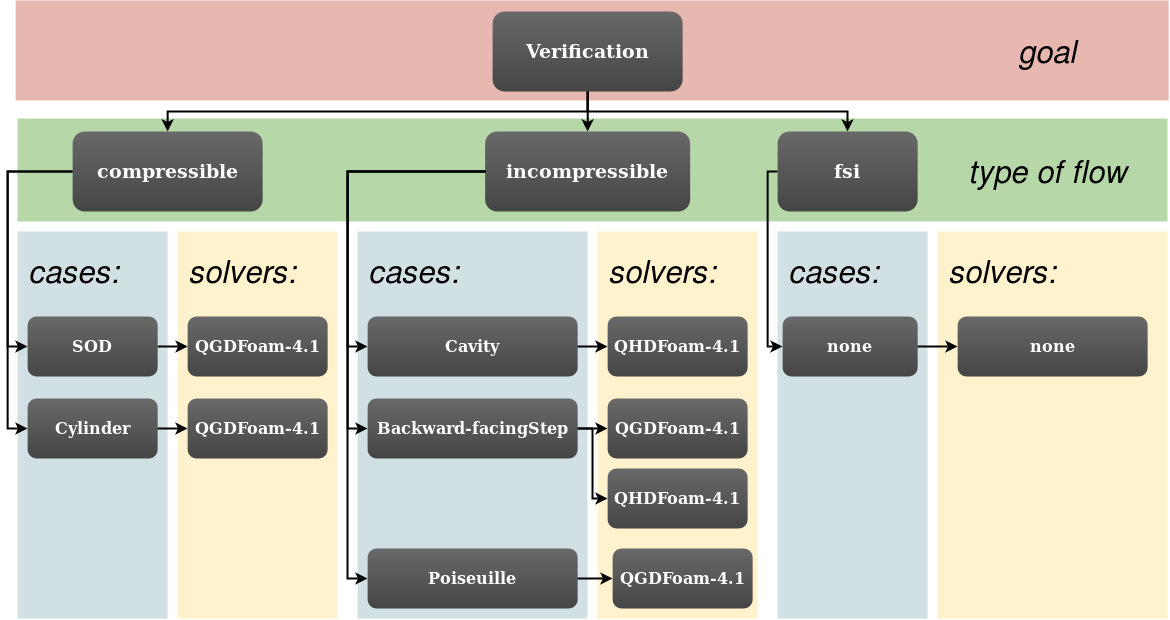 Verification
goal
compressible
incompressible
fsi
type of flow
cases:
solvers:
cases:
solvers:
cases:
solvers:
SOD
QGDFoam-4.1
Cavity
QHDFoam-4.1
none
none
Cylinder
QGDFoam-4.1
Backward-facingStep
QGDFoam-4.1
QHDFoam-4.1
Poiseuille
QGDFoam-4.1